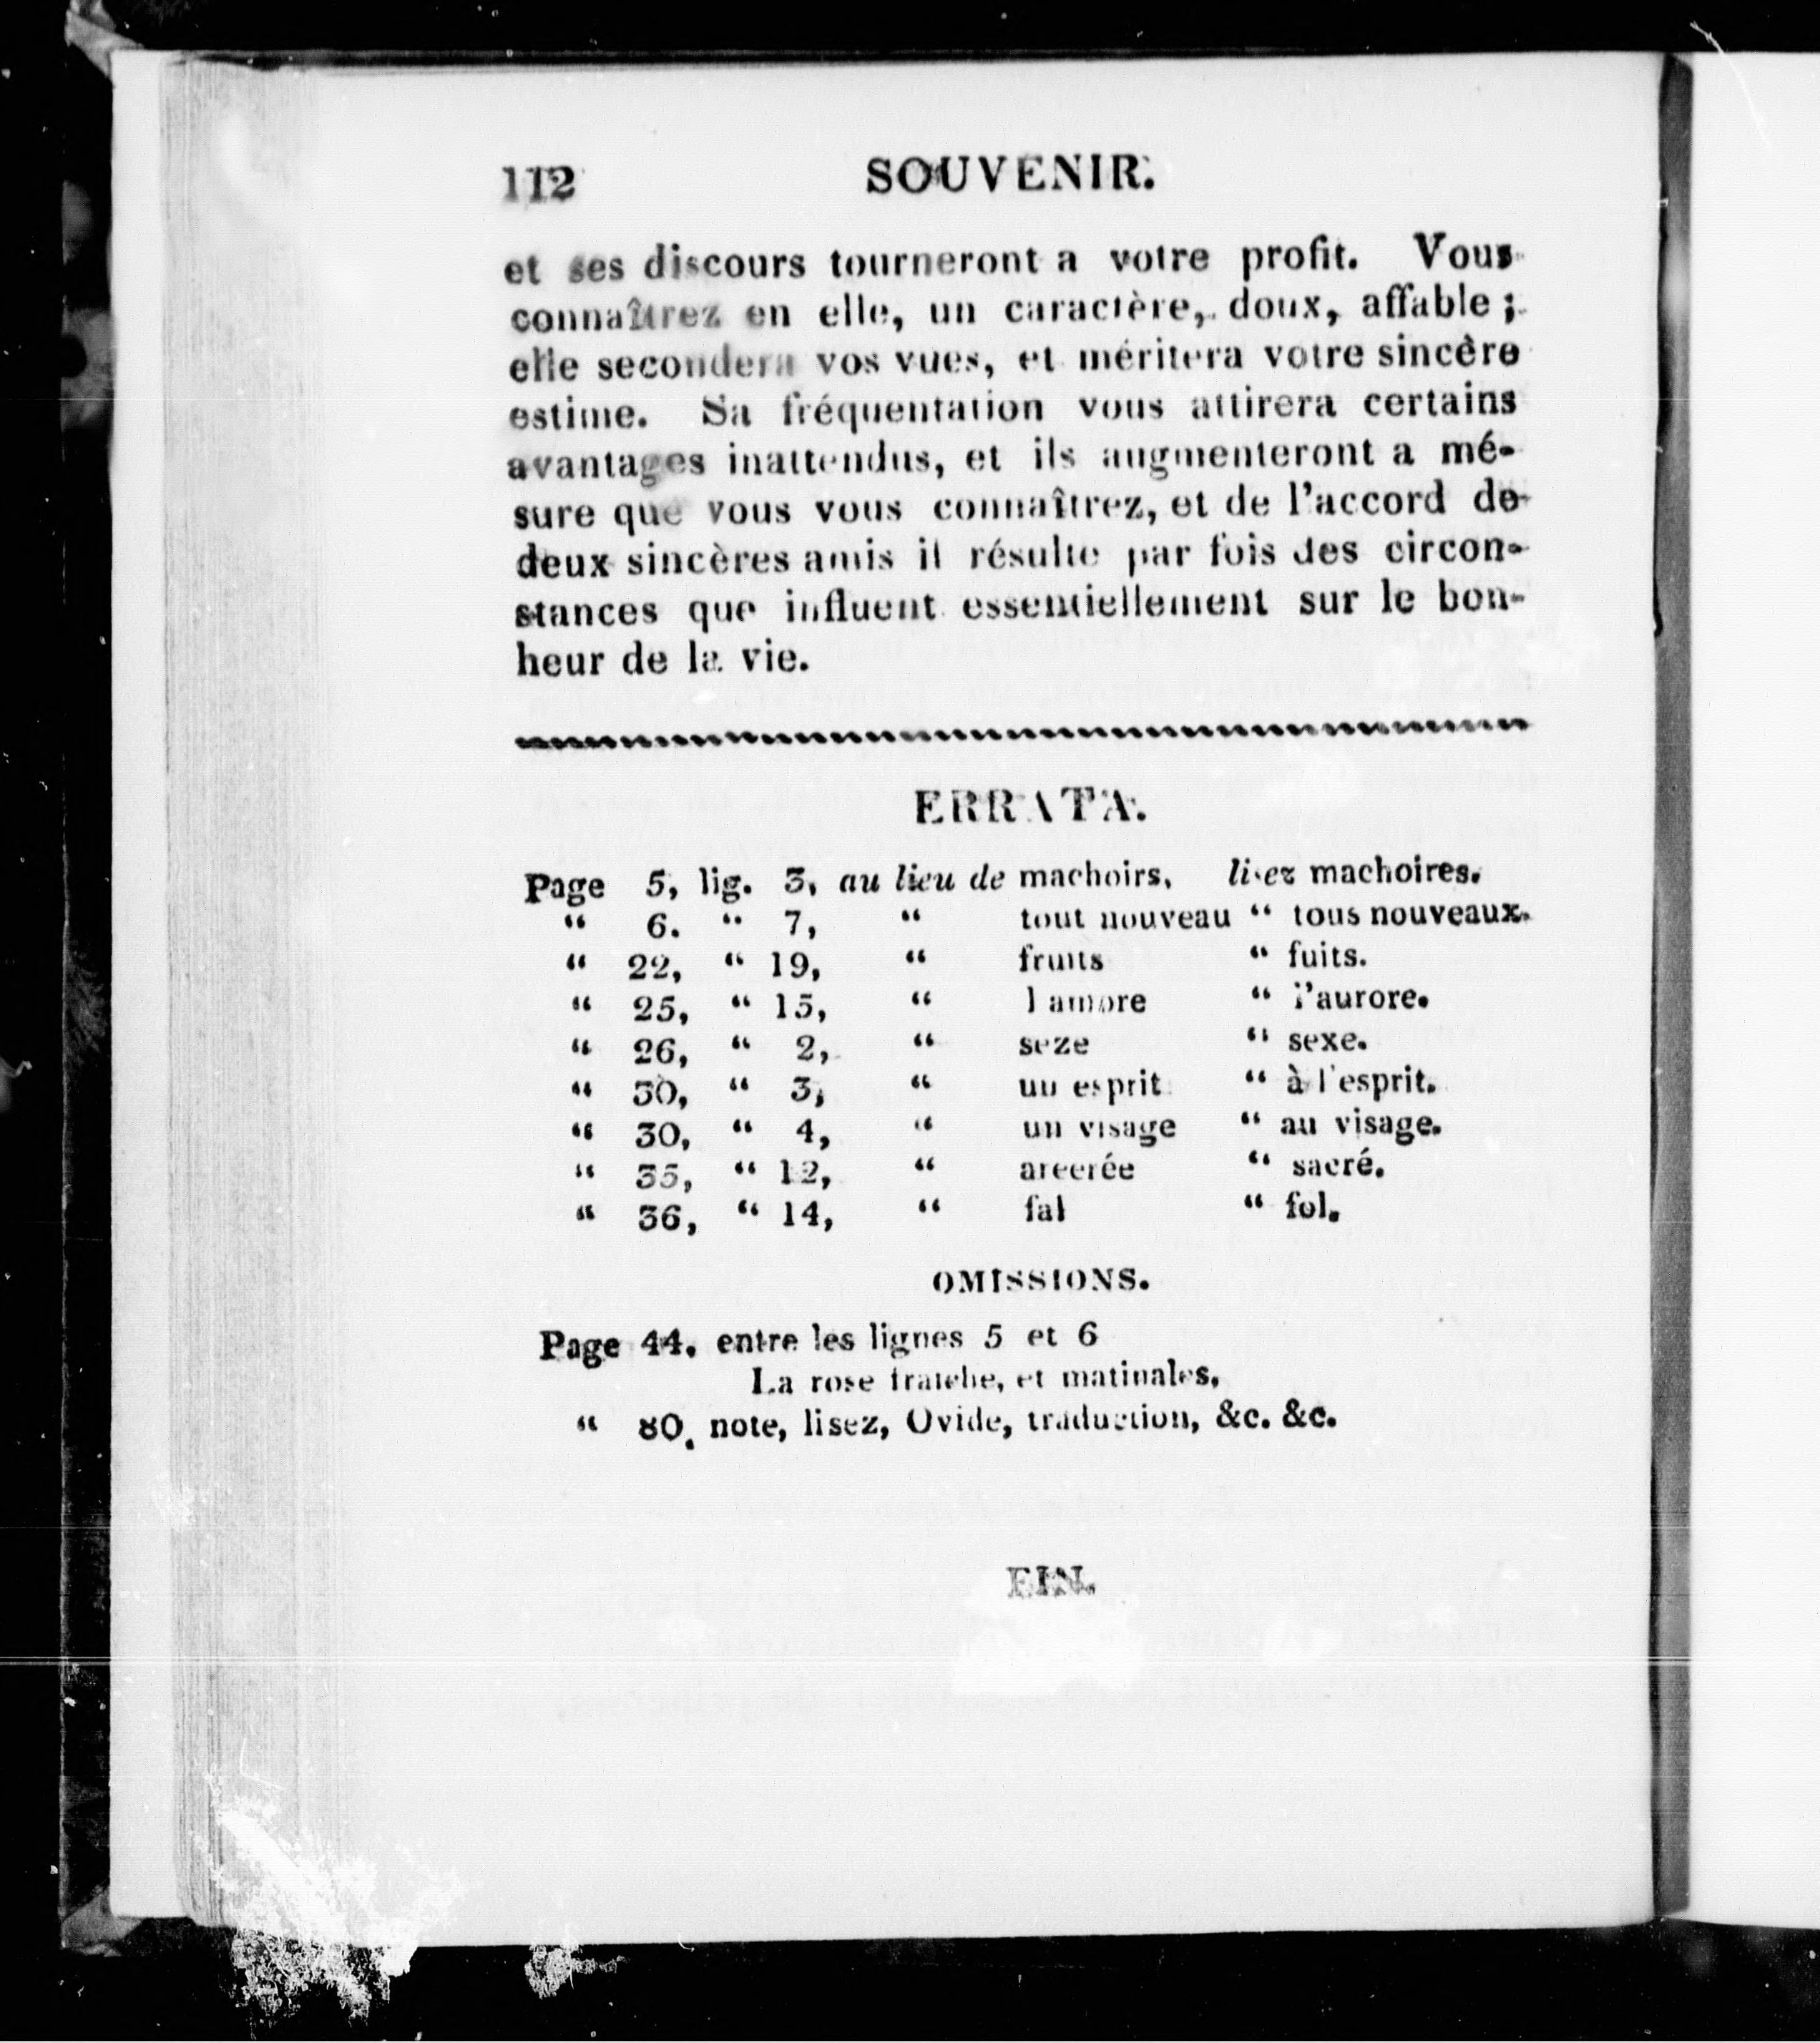 112 SOUVENIR.
et ses discours tourneront a votre profit. Vous
connaîtrez en elle, un caractère, doux, affable ;
elle secondera vos vues, et méritera votre sincère
estime. Sa fréquentation vous attirera certains
avantages inattendus, et ils augmenteront a mé-
sure que vous vous connaîtrez, et de l'accord de
deux sincères amis il résulte par fois des circon-
stances que influent essentiellement sur le bon-
heur de la vie.
ERRATA.
Page 5, lig. 3, au lieu de machoirs, lisez machoires.
“ 6. “ 7, “ tout nouveau “ tous nouveaux.
“ 22, “ 19, “ fruits “ fuits.
“ 25, “ 15, “ “ l'aurore.
“ 26, “ 2, “ seze “ sexe.
“ 30, “ 3, “ un esprit “ à l'esprit.
“ 30, “ 4, “ un visage “ au visage.
“ 35, “ 12, “ “ sacré.
“ 36, “ 14, “ fal “ fol.
OMISSIONS.
Page 44. entre les lignes 5 et 6
La rose fraiche, et matinales,
“ 80. note, lisez, Ovide, traduction, &c. &c.
FIN.